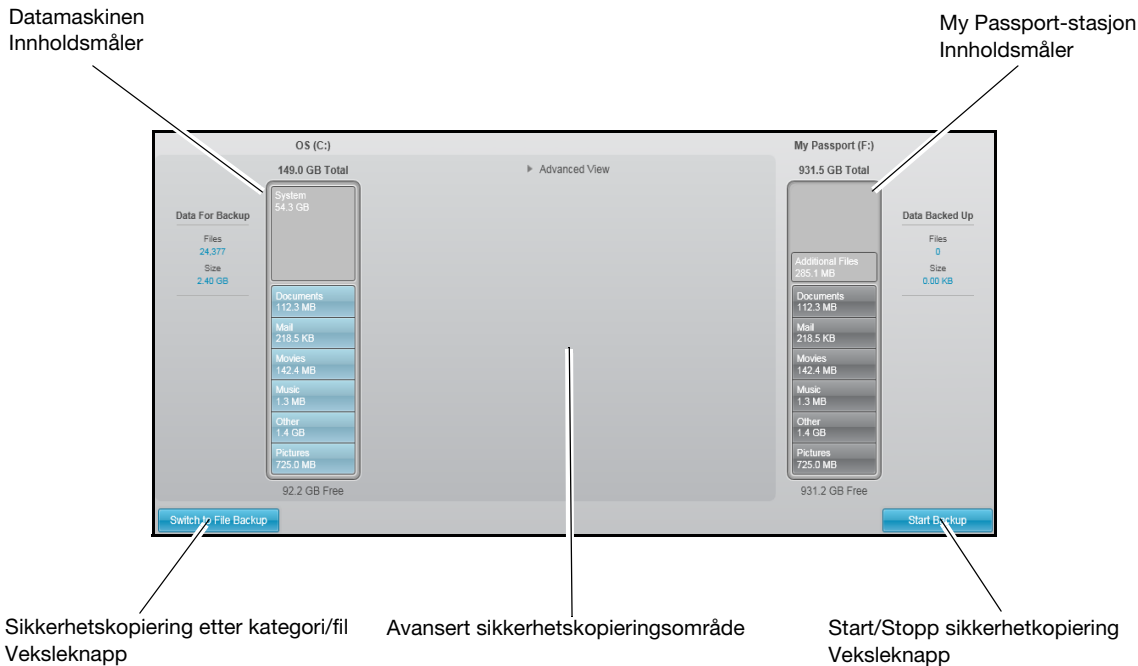 Datamaskinen
Innholdsmåler
My Passport-stasjon
Innholdsmåler
OS (C:)
My Passport (F:)
149.0 GB Total
Advanced View
931.5 GB Total
System
54.3 GB
Data For Backup
Files
24,377
Size
2.40 GB
Data Backed Up
Files
0
Size
0.00 KB
Additional Files
285.1 MB
Documents
112.3 MB
Mail
218.5 KB
Movies
142.4 MB
Music
1.3 MB
Other
1.4 GB
Pictures
725.0 MB
Documents
112.3 MB
Mail
218.5 KB
Movies
142.4 MB
Music
1.3 MB
Other
1.4 GB
Pictures
725.0 MB
92.2 GB Free
931.2 GB Free
Switch to File Backup
Start Backup
Sikkerhetskopiering etter kategori/fil
Veksleknapp
Avansert sikkerhetskopieringsområde
Start/Stopp sikkerhetkopiering
Veksleknapp